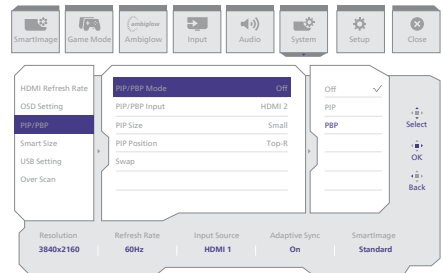 SmartImage Game Mode Ambiglow Input Audio System Setup Close
ambiglow
HDMI Refresh Rate
OSD Setting
PIP/PBP
Smart Size
USB Setting
Over Scan
PIP/PBP Mode Off
PIP/PBP Input HDMI 2
PIP Size Small
PIP Position Top-R
Swap
Off
PIP
PBP
Select
OK
Back
Resolution Refresh Rate Input Source Adaptive Sync SmartImage
3840x2160 60Hz HDMI 1 On Standard